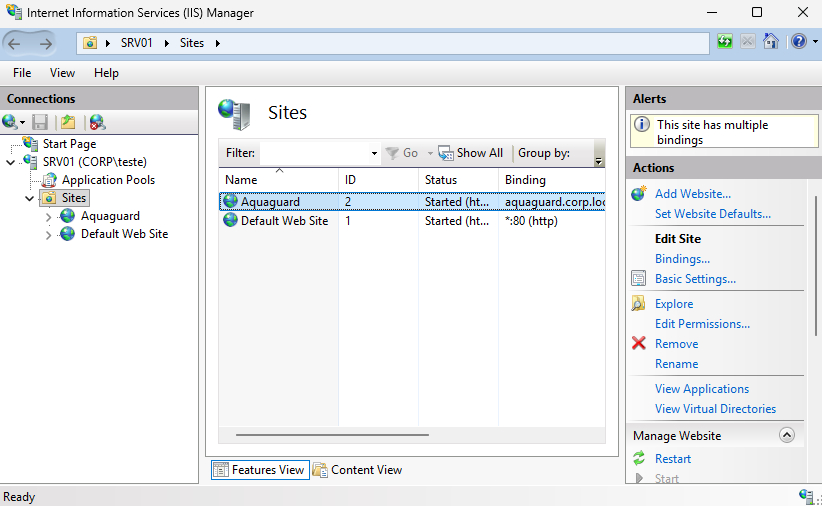 Internet Information Services (IIS) Manager
SRV01 Sites
File View Help
Connections
Start Page
SRV01 (CORP\teste)
Application Pools
Sites
Aquaguard
Default Web Site
Sites
Filter: Go Show All Group by:
Name ID Status Binding
Aquaguard 2 Started (ht... aquaguard.corp.loc
Default Web Site 1 Started (ht... *:80 (http)
Features View Content View
Alerts
This site has multiple
bindings
Actions
Add Website...
Set Website Defaults...
Edit Site
Bindings...
Basic Settings...
Explore
Edit Permissions...
Remove
Rename
View Applications
View Virtual Directories
Manage Website
Restart
Start
Ready